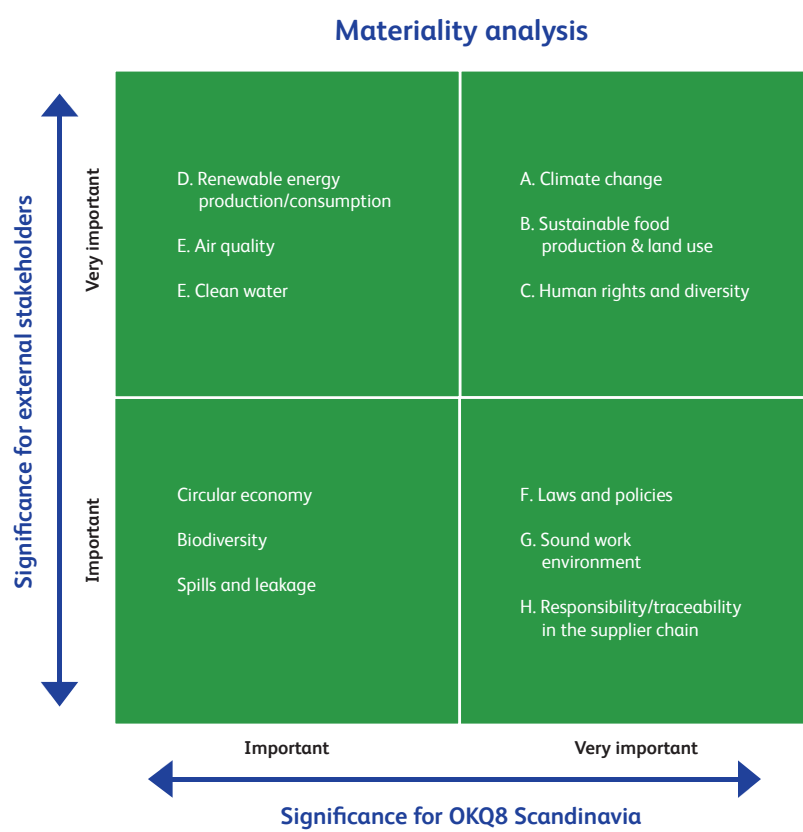 Materiality analysis
Significance for external stakeholders
Very important
D. Renewable energy
production/consumption
E. Air quality
E. Clean water
A. Climate change
B. Sustainable food
production & land use
C. Human rights and diversity
Important
Circular economy
Biodiversity
Spills and leakage
F. Laws and policies
G. Sound work
environment
H. Responsibility/traceability
in the supplier chain
Important
Very important
Significance for OKQ8 Scandinavia